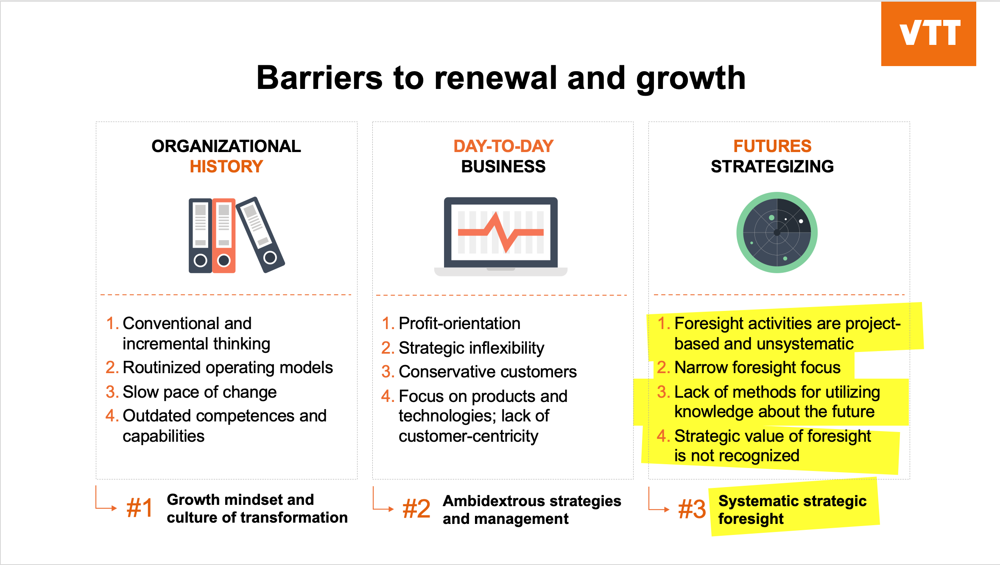 VTT
Barriers to renewal and growth
ORGANIZATIONAL
HISTORY
1. Conventional and
incremental thinking
2. Routinized operating models
3. Slow pace of change
4. Outdated competences and
capabilities
#1 Growth mindset and
culture of transformation
DAY-TO-DAY
BUSINESS
1. Profit-orientation
2. Strategic inflexibility
3. Conservative customers
4. Focus on products and
technologies; lack of
customer-centricity
#2 Ambidextrous strategies
and management
FUTURES
STRATEGIZING
1. Foresight activities are project-
based and unsystematic
2. Narrow foresight focus
3. Lack of methods for utilizing
knowledge about the future
4. Strategic value of foresight
is not recognized
#3 Systematic strategic
foresight